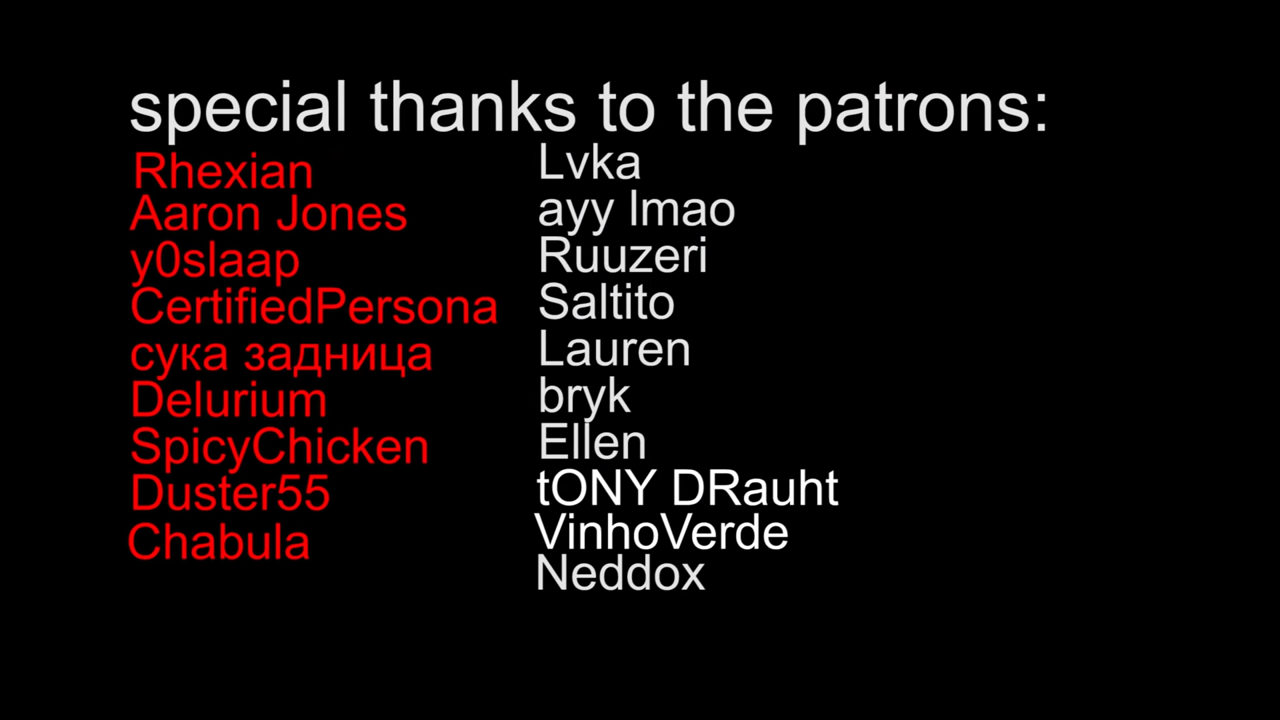 special thanks to the patrons:
Rhexian
Aaron Jones
y0slaap
CertifiedPersona
сука задница
Delurium
SpicyChicken
Duster55
Chabula
Lvka
ayy lmao
Ruuzeri
Saltito
Lauren
bryk
Ellen
tONY DRauht
VinhoVerde
Neddox